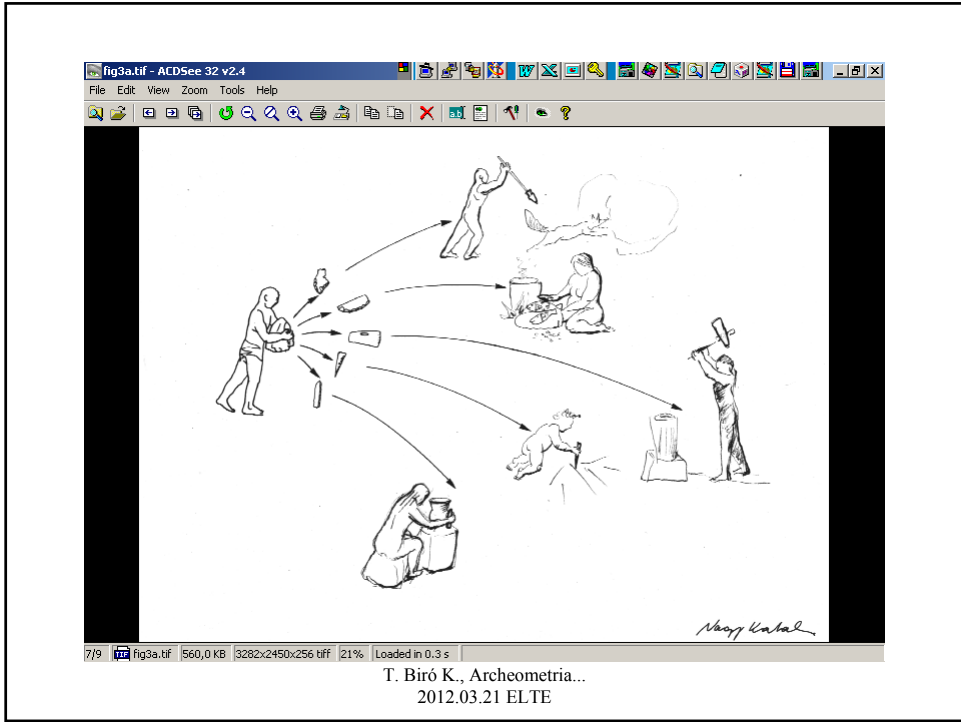 fig3a.tif - ACDSee 32 v2.4
File Edit View Zoom Tools Help
7/9 fig3a.tif 560,0 KB 3282x2450x256 tiff 21% Loaded in 0.3 s
T. Biró K., Archeometria...
2012.03.21 ELTE